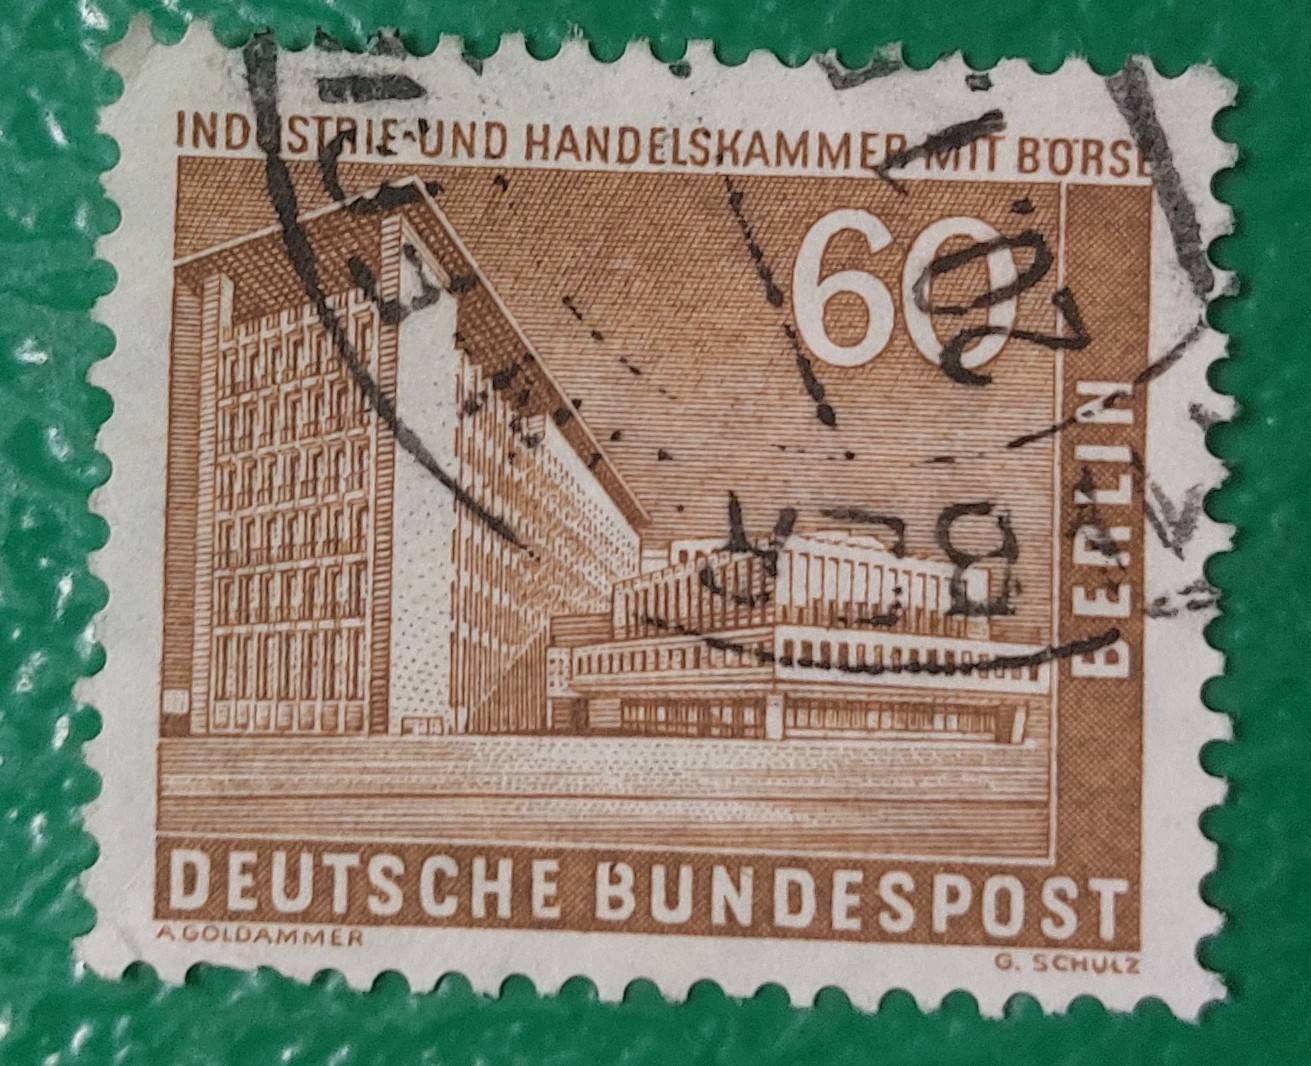 INDUSTRIE-UND HANDELSKAMMER MIT BÖRSE
60
BERLIN
DEUTSCHE BUNDESPOST
A.GOLDAMMER
G. SCHULZ